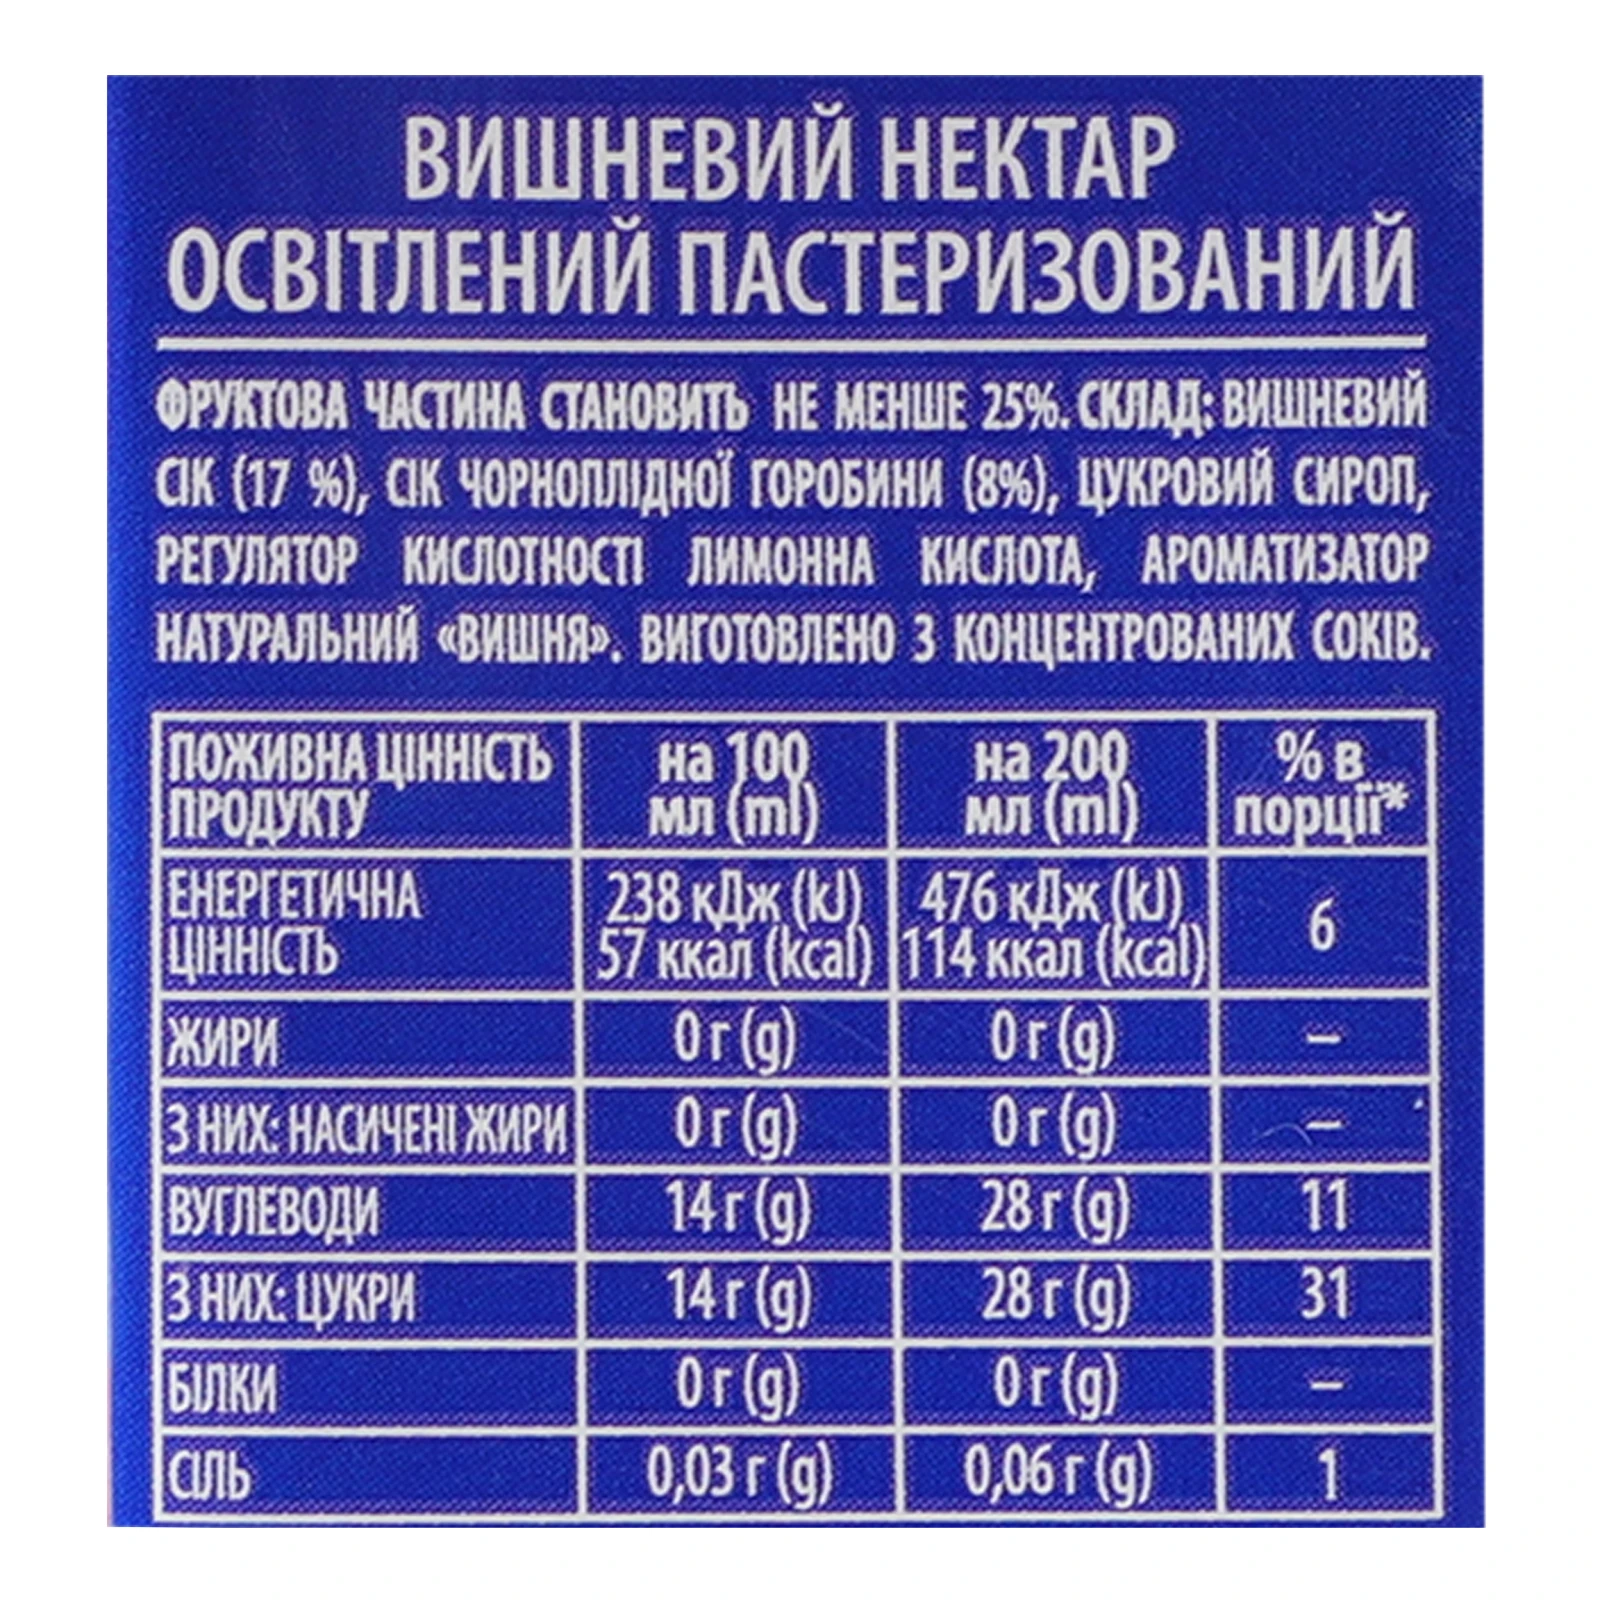 ВИШНЕВИЙ НЕКТАР
ОСВІТЛЕНИЙ ПАСТЕРИЗОВАНИЙ
ФРУКТОВА ЧАСТИНА СТАНОВИТЬ НЕ МЕНШЕ 25%. СКЛАД: ВИШНЕВИЙ
СІК (17 %), СІК ЧОРНОПЛІДНОЇ ГОРОБИНИ (8%), ЦУКРОВИЙ СИРОП,
РЕГУЛЯТОР КИСЛОТНОСТІ ЛИМОННА КИСЛОТА, АРОМАТИЗАТОР
НАТУРАЛЬНИЙ «ВИШНЯ». ВИГОТОВЛЕНО З КОНЦЕНТРОВАНИХ СОКІВ.
ПОЖИВНА ЦІННІСТЬ на 100 на 200 % в
ПРОДУКТУ мл (ml) мл (ml) порції*
ЕНЕРГЕТИЧНА 238 кДж (kJ) 476 кДж (kJ) 6
ЦІННІСТЬ 57 ккал (kcal) 114 ккал (kcal)
ЖИРИ 0 г (g) 0 г (g) –
З НИХ: НАСИЧЕНІ ЖИРИ 0 г (g) 0 г (g) –
ВУГЛЕВОДИ 14 г (g) 28 г (g) 11
З НИХ: ЦУКРИ 14 г (g) 28 г (g) 31
БІЛКИ 0 г (g) 0 г (g) –
СІЛЬ 0,03 г (g) 0,06 г (g) 1